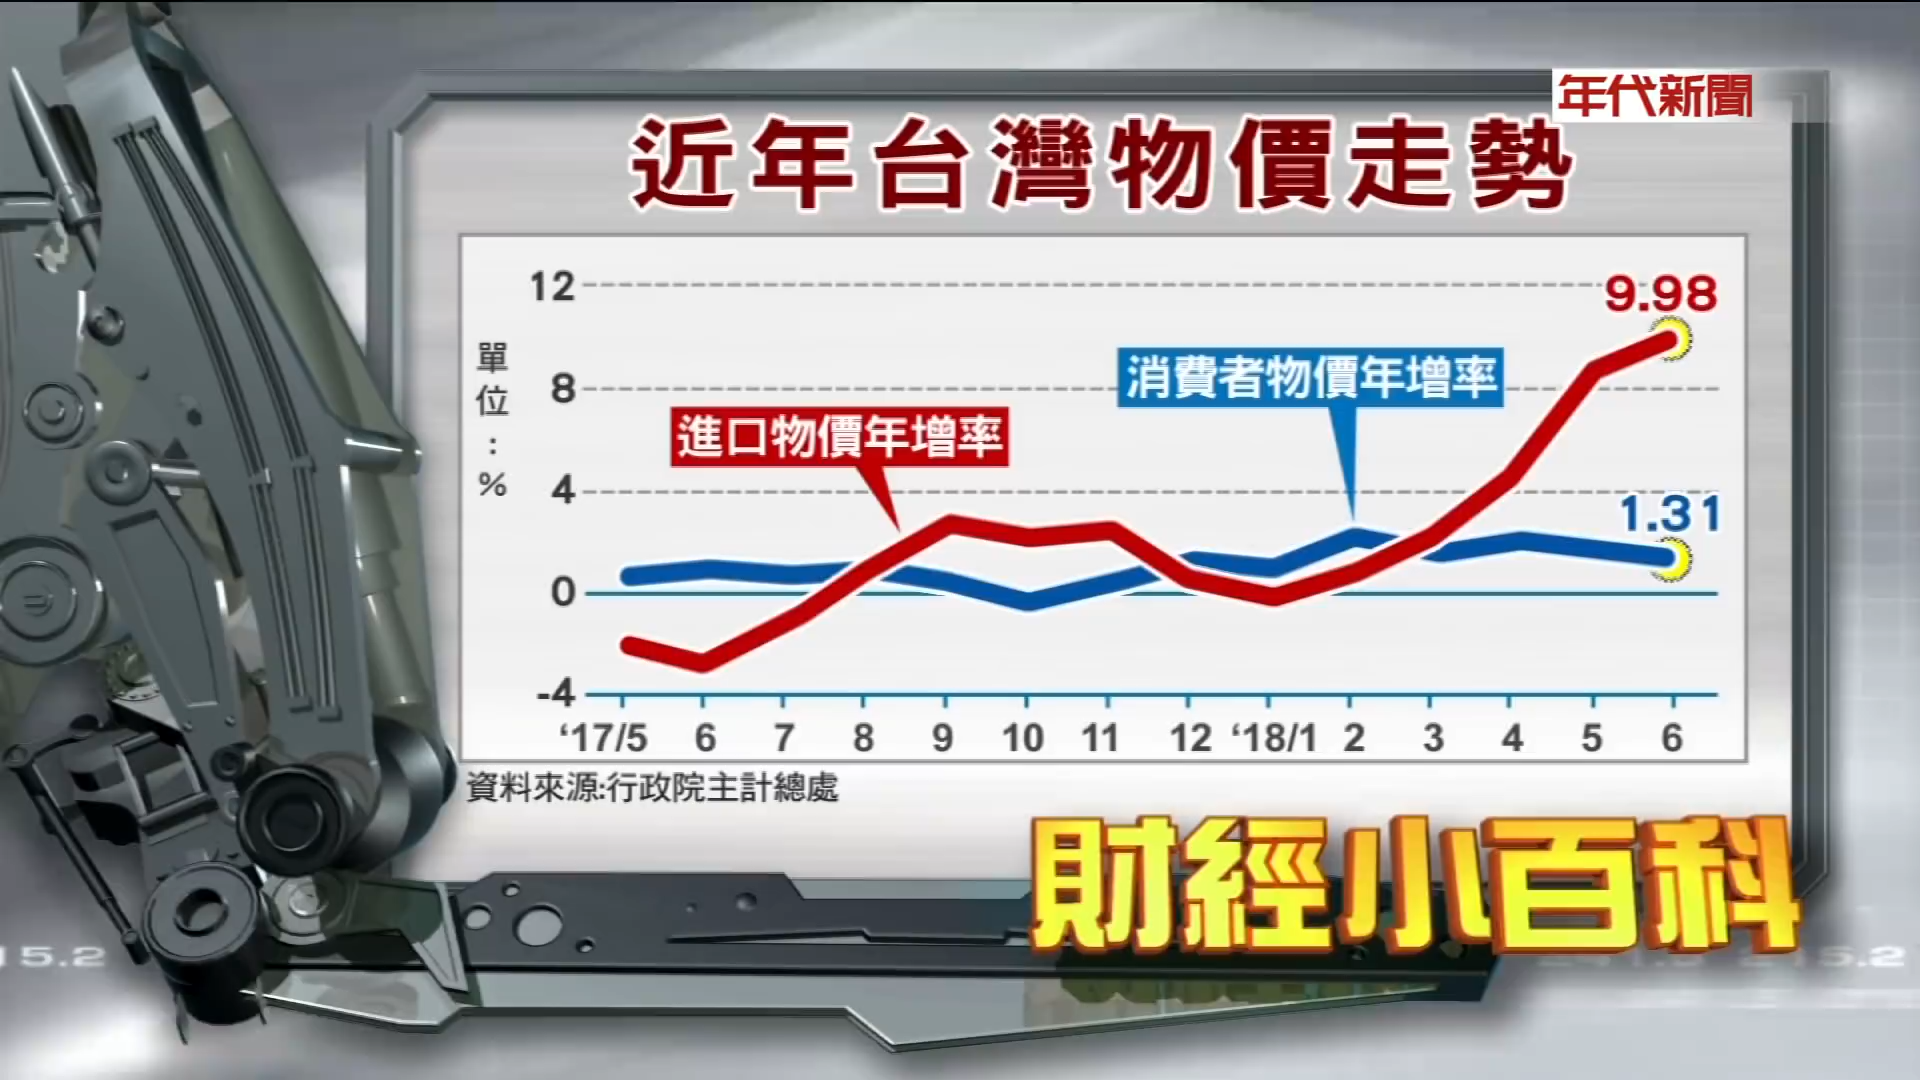 年代新聞
近年台灣物價走勢
單位:%
12
8
4
0
-4
9.98
1.31
消費者物價年增率
進口物價年增率
‘17/5 6 7 8 9 10 11 12 ‘18/1 2 3 4 5 6
資料來源:行政院主計總處
財經小百科
15.2